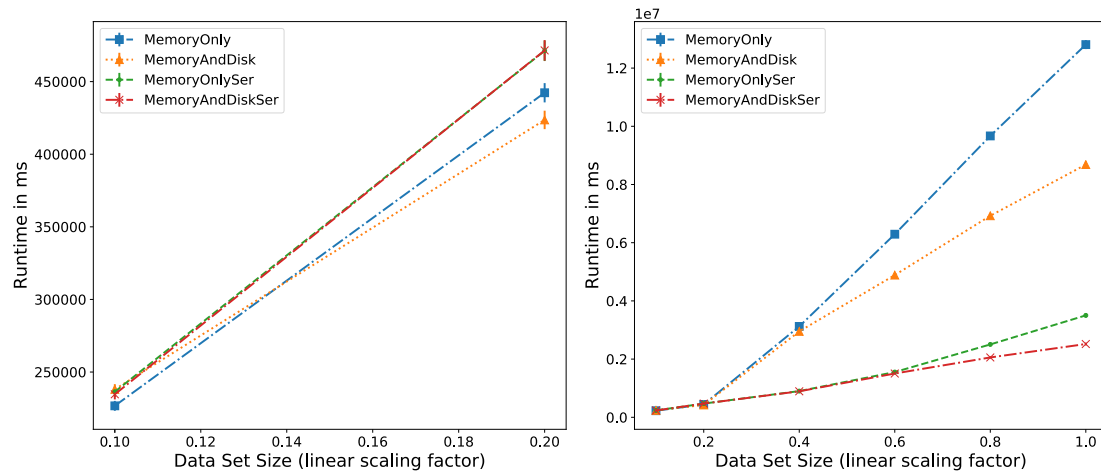 MemoryOnly
MemoryAndDisk
MemoryOnlySer
MemoryAndDiskSer
450000
400000
350000
300000
250000
0.10 0.12 0.14 0.16 0.18 0.20
Runtime in ms
Data Set Size (linear scaling factor)
1e7
MemoryOnly
MemoryAndDisk
MemoryOnlySer
MemoryAndDiskSer
1.2
1.0
0.8
0.6
0.4
0.2
0.0
0.2 0.4 0.6 0.8 1.0
Runtime in ms
Data Set Size (linear scaling factor)